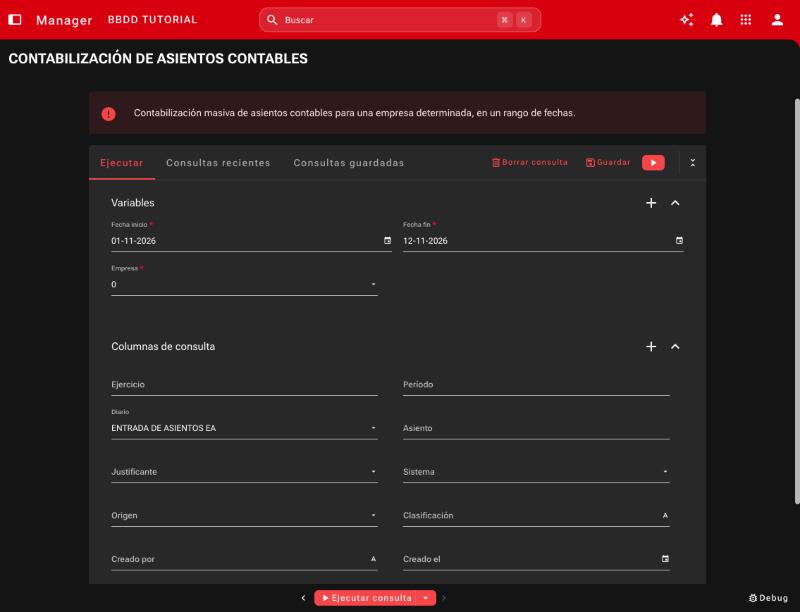 Manager BBDD TUTORIAL Buscar ⌘ K
CONTABILIZACIÓN DE ASIENTOS CONTABLES
Contabilización masiva de asientos contables para una empresa determinada, en un rango de fechas.
Ejecutar Consultas recientes Consultas guardadas Borrar consulta Guardar
Variables
Fecha inicio * Fecha fin *
01-11-2026 12-11-2026
Empresa *
0
Columnas de consulta
Ejercicio Período
Diario
ENTRADA DE ASIENTOS EA Asiento
Justificante Sistema
Origen Clasificación A
Creado por A Creado el
Ejecutar consulta Debug